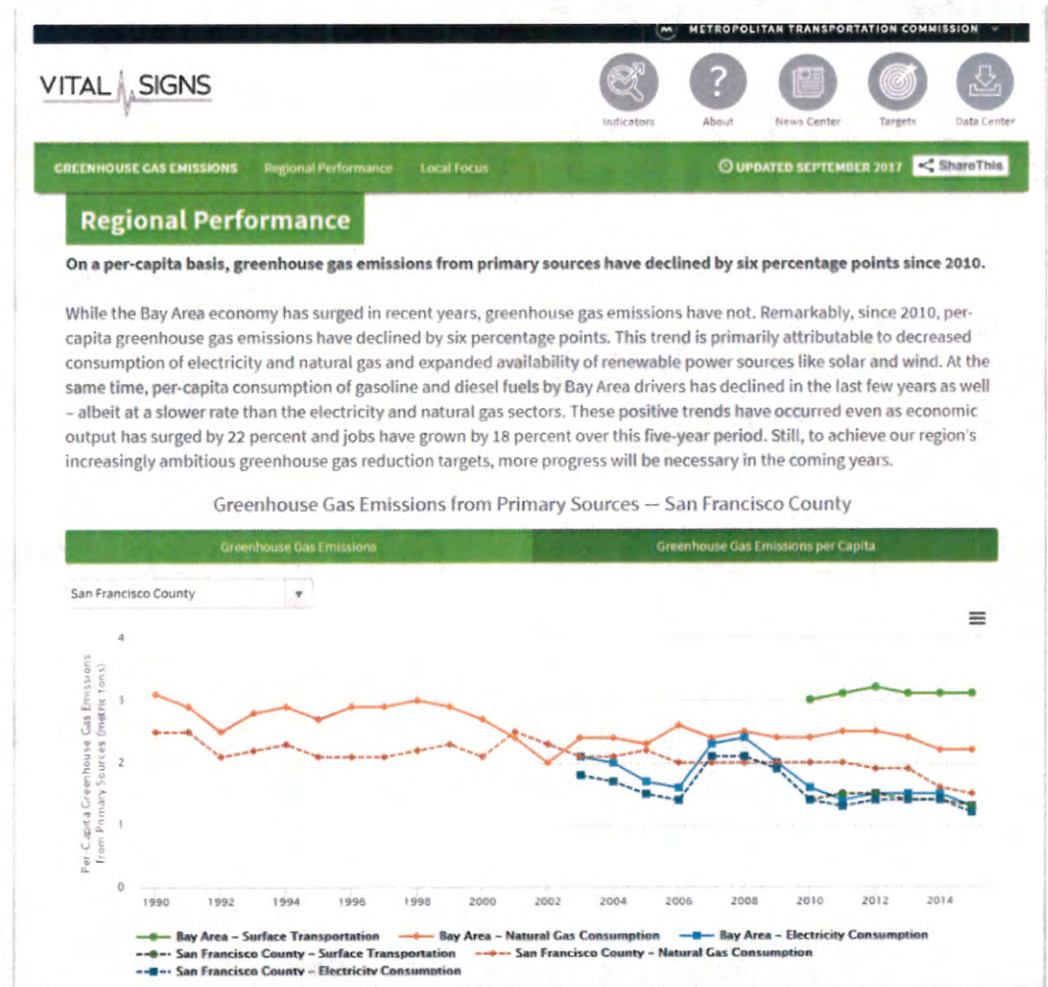 METROPOLITAN TRANSPORTATION COMMISSION
VITAL SIGNS
Indicators
About
News Center
Targets
Data Center
GREENHOUSE GAS EMISSIONS Regional Performance Local Focus UPDATED SEPTEMBER 2017 ShareThis
Regional Performance
On a per-capita basis, greenhouse gas emissions from primary sources have declined by six percentage points since 2010.
While the Bay Area economy has surged in recent years, greenhouse gas emissions have not. Remarkably, since 2010, per-
capita greenhouse gas emissions have declined by six percentage points. This trend is primarily attributable to decreased
consumption of electricity and natural gas and expanded availability of renewable power sources like solar and wind. At the
same time, per-capita consumption of gasoline and diesel fuels by Bay Area drivers has declined in the last few years as well
– albeit at a slower rate than the electricity and natural gas sectors. These positive trends have occurred even as economic
output has surged by 22 percent and jobs have grown by 18 percent over this five-year period. Still, to achieve our region's
increasingly ambitious greenhouse gas reduction targets, more progress will be necessary in the coming years.
Greenhouse Gas Emissions from Primary Sources — San Francisco County
Greenhouse Gas Emissions
Greenhouse Gas Emissions per Capita
San Francisco County
Per-Capita Greenhouse Gas Emissions
from Primary Sources (metric tons)
4
3
2
1
0
1990 1992 1994 1996 1998 2000 2002 2004 2006 2008 2010 2012 2014
Bay Area – Surface Transportation Bay Area – Natural Gas Consumption Bay Area – Electricity Consumption
San Francisco County – Surface Transportation San Francisco County – Natural Gas Consumption
San Francisco County – Electricity Consumption